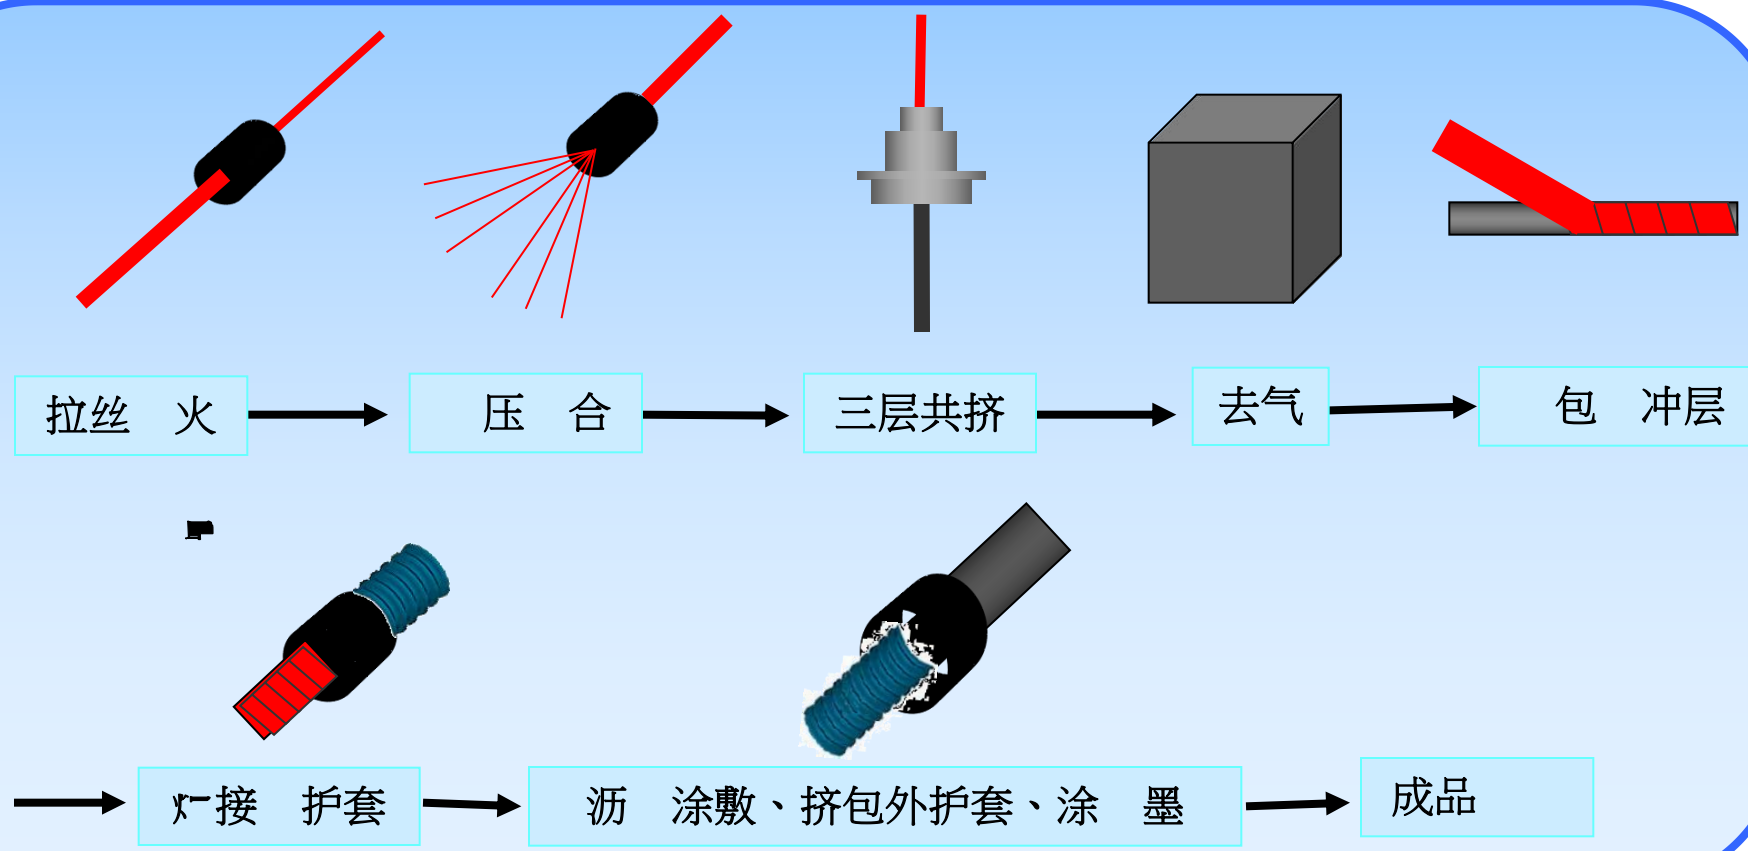 拉丝 火
压 合
三层共挤
去气
包 冲层
接 护套
沥 涂敷、挤包外护套、涂 墨
成品